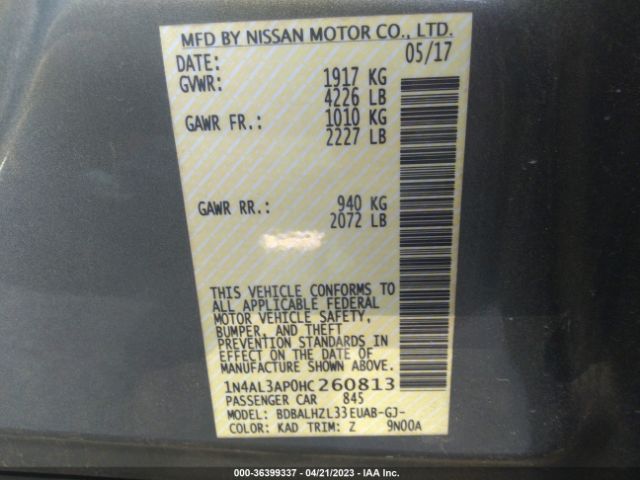 MFD BY NISSAN MOTOR CO., LTD.
DATE: 05/17
GVWR: 1917 KG
4226 LB
GAWR FR.: 1010 KG
2227 LB
GAWR RR.: 940 KG
2072 LB
THIS VEHICLE CONFORMS TO
ALL APPLICABLE FEDERAL
MOTOR VEHICLE SAFETY,
BUMPER, AND THEFT
PREVENTION STANDARDS IN
EFFECT ON THE DATE OF
MANUFACTURE SHOWN ABOVE.
1N4AL3AP0HC260813
PASSENGER CAR 845
MODEL: BDBALHZL33EUAB-GJ-
COLOR: KAD TRIM: Z 9N00A
000-36399337 - 04/21/2023 - IAA Inc.